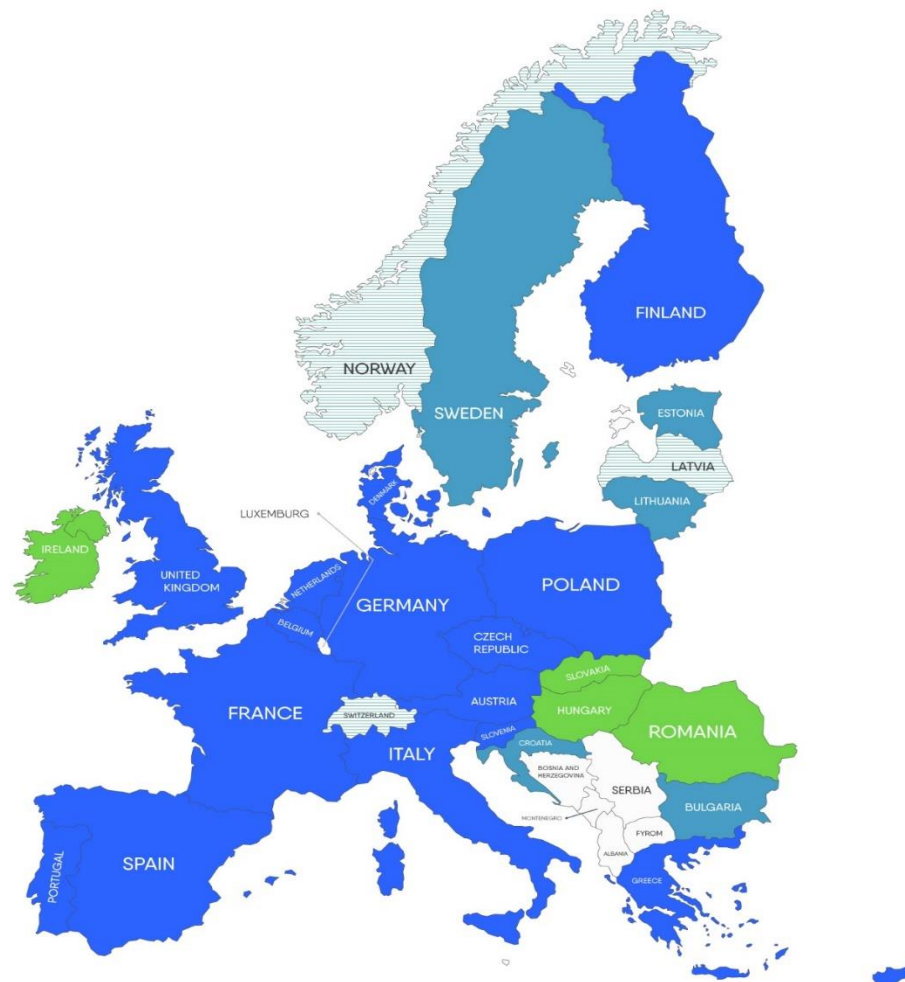 FINLAND
NORWAY
SWEDEN
ESTONIA
LATVIA
LITHUANIA
DENMARK
LUXEMBURG
IRELAND
UNITED
KINGDOM
NETHERLANDS
BELGIUM
GERMANY
POLAND
CZECH
REPUBLIC
SLOVAKIA
AUSTRIA
HUNGARY
FRANCE
SWITZERLAND
ROMANIA
SLOVENIA
ITALY
CROATIA
BOSNIA AND
HERZEGOVINA
SERBIA
BULGARIA
MONTENEGRO
FYROM
ALBANIA
PORTUGAL
SPAIN
GREECE